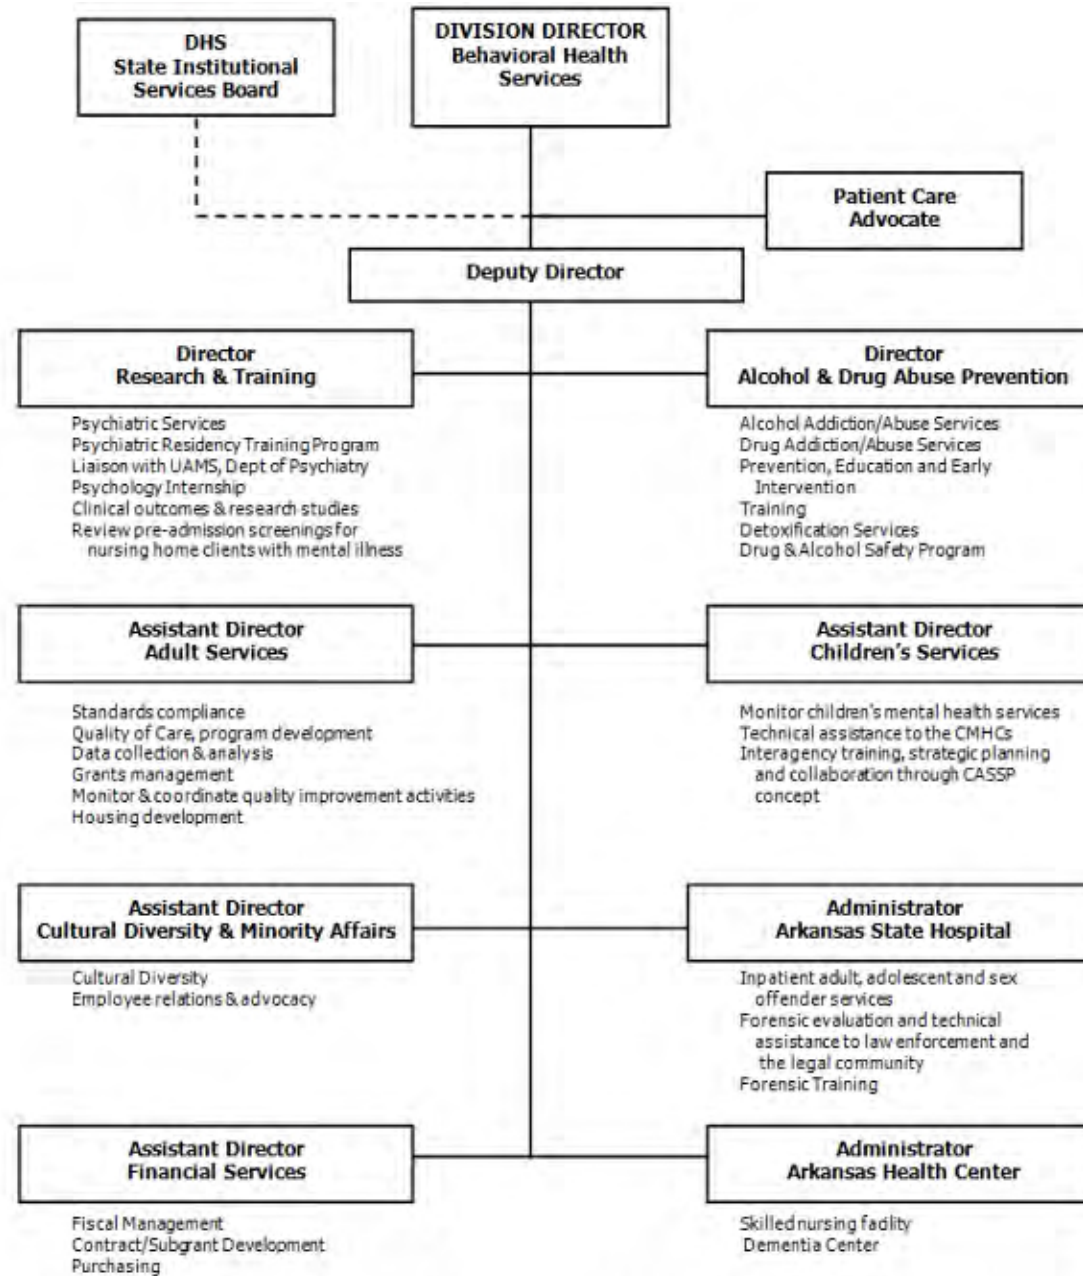 DHS
State Institutional
Services Board
DIVISION DIRECTOR
Behavioral Health
Services
Patient Care
Advocate
Deputy Director
Director
Research & Training
Psychiatric Services
Psychiatric Residency Training Program
Liaison with UAMS, Dept of Psychiatry
Psychology Internship
Clinical outcomes & research studies
Review pre-admission screenings for
nursing home clients with mental illness
Director
Alcohol & Drug Abuse Prevention
Alcohol Addiction/Abuse Services
Drug Addiction/Abuse Services
Prevention, Education and Early
Intervention
Training
Detoxification Services
Drug & Alcohol Safety Program
Assistant Director
Adult Services
Standards compliance
Quality of Care, program development
Data collection & analysis
Grants management
Monitor & coordinate quality improvement activities
Housing development
Assistant Director
Children's Services
Monitor children's mental health services
Technical assistance to the CMHCs
Interagency training, strategic planning
and collaboration through CASSP
concept
Assistant Director
Cultural Diversity & Minority Affairs
Cultural Diversity
Employee relations & advocacy
Administrator
Arkansas State Hospital
Inpatient adult, adolescent and sex
offender services
Forensic evaluation and technical
assistance to law enforcement and
the legal community
Forensic Training
Assistant Director
Financial Services
Fiscal Management
Contract/Subgrant Development
Purchasing
Administrator
Arkansas Health Center
Skilled nursing facility
Dementia Center